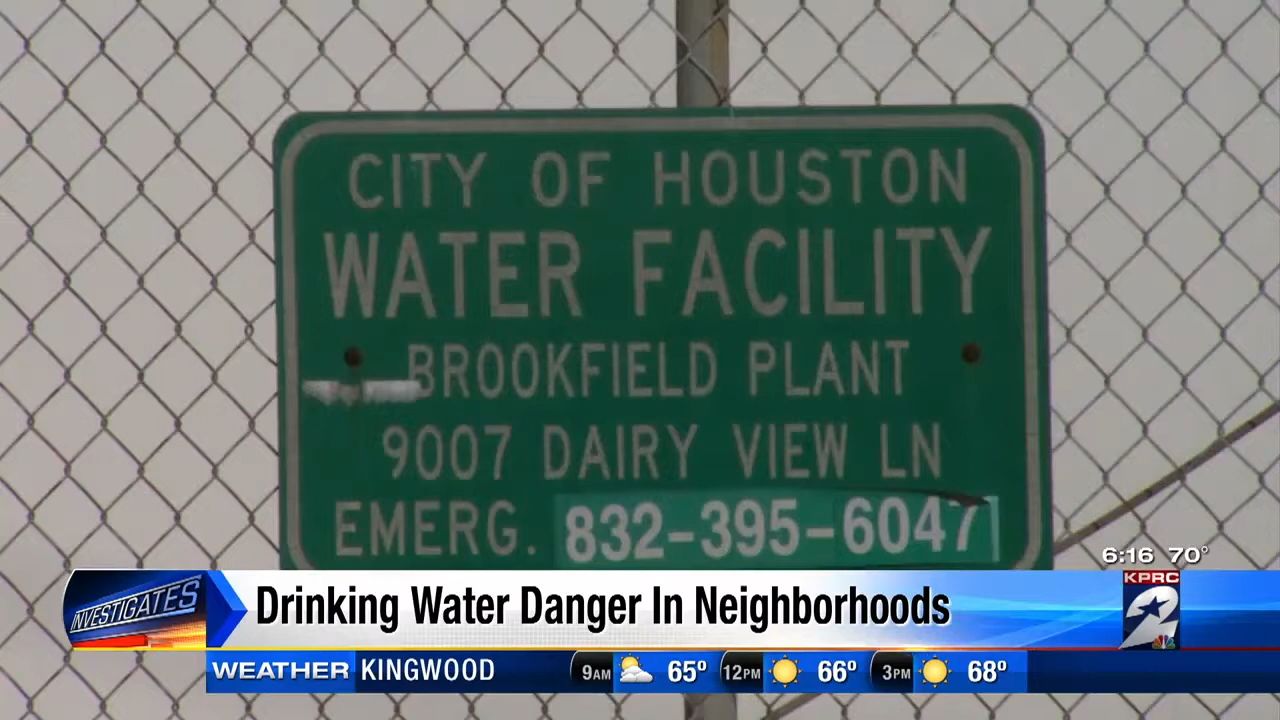 CITY OF HOUSTON
WATER FACILITY
BROOKFIELD PLANT
9007 DAIRY VIEW LN
EMERG. 832-395-6047
6:16 70°
KPRC
2
INVESTIGATES
Drinking Water Danger In Neighborhoods
WEATHER KINGWOOD 9AM 65° 12PM 66° 3PM 68°